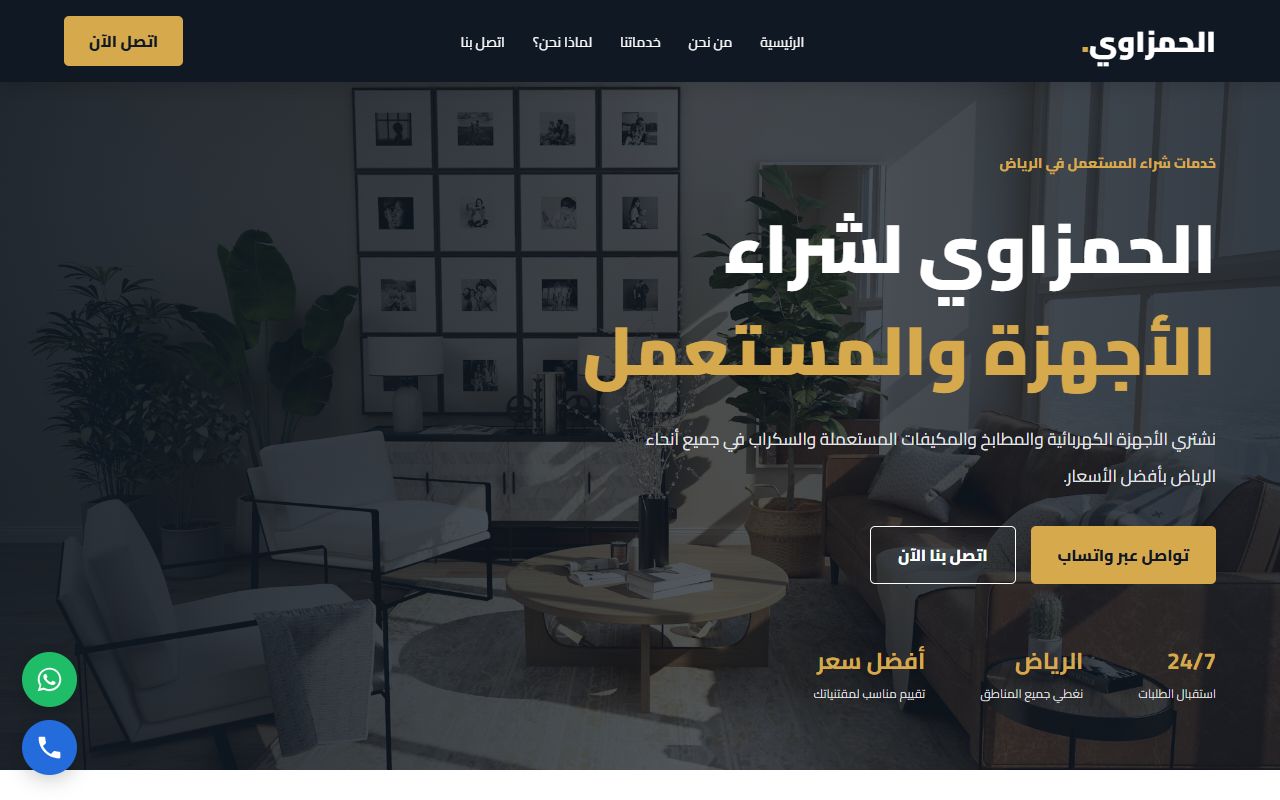 الحمزاوي.
الرئيسية
من نحن
خدماتنا
لماذا نحن؟
اتصل بنا
اتصل الآن
خدمات شراء المستعمل في الرياض
الحمزاوي لشراء
الأجهزة والمستعمل
نشتري الأجهزة الكهربائية والمطابخ والمكيفات المستعملة والسكراب في جميع أنحاء
الرياض بأفضل الأسعار.
تواصل عبر واتساب
اتصل بنا الآن
24/7
استقبال الطلبات
الرياض
نغطي جميع المناطق
أفضل سعر
تقييم مناسب لمقتنياتك